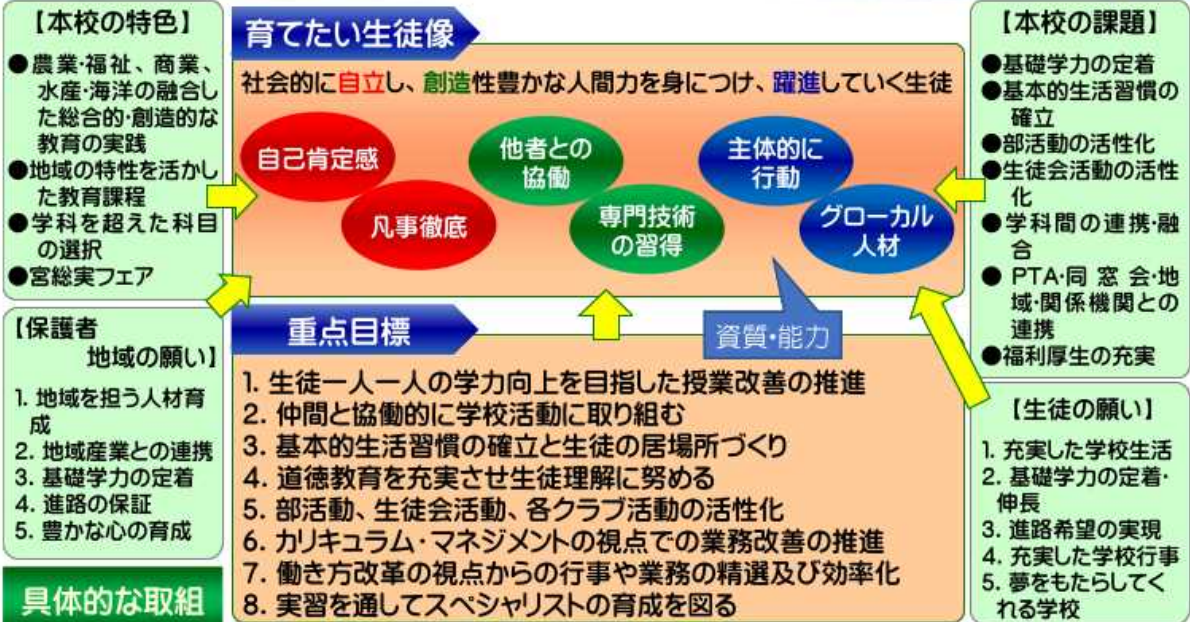 【本校の特色】
●農業・福祉、商業、
水産・海洋の融合し
た総合的・創造的な
教育の実践
●地域の特性を活かし
た教育課程
●学科を超えた科目
の選択
●宮総実フェア
【保護者
地域の願い】
1. 地域を担う人材育
成
2. 地域産業との連携
3. 基礎学力の定着
4. 進路の保証
5. 豊かな心の育成
具体的な取組
育てたい生徒像
社会的に自立し、創造性豊かな人間力を身につけ、躍進していく生徒
自己肯定感
凡事徹底
他者との
協働
専門技術
の習得
主体的に
行動
グローカル
人材
資質・能力
重点目標
1. 生徒一人一人の学力向上を目指した授業改善の推進
2. 仲間と協働的に学校活動に取り組む
3. 基本的生活習慣の確立と生徒の居場所づくり
4. 道徳教育を充実させ生徒理解に努める
5. 部活動、生徒会活動、各クラブ活動の活性化
6. カリキュラム・マネジメントの視点での業務改善の推進
7. 働き方改革の視点からの行事や業務の精選及び効率化
8. 実習を通してスペシャリストの育成を図る
【本校の課題】
●基礎学力の定着
●基本的生活習慣の
確立
●部活動の活性化
●生徒会活動の活性
化
●学科間の連携・融
合
● PTA・同窓会・地
域・関係機関との
連携
●福利厚生の充実
【生徒の願い】
1. 充実した学校生活
2. 基礎学力の定着・
伸長
3. 進路希望の実現
4. 充実した学校行事
5. 夢をもたらしてく
れる学校